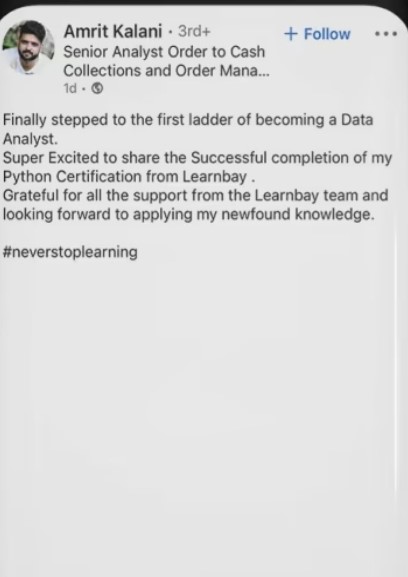 Amrit Kalani · 3rd+
+ Follow
Senior Analyst Order to Cash
Collections and Order Mana...
1d ·
Finally stepped to the first ladder of becoming a Data
Analyst.
Super Excited to share the Successful completion of my
Python Certification from Learnbay .
Grateful for all the support from the Learnbay team and
looking forward to applying my newfound knowledge.
#neverstoplearning